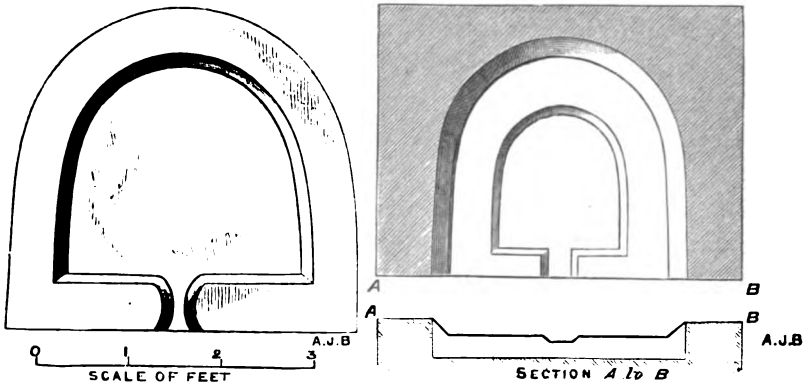 A.J.B
0 1 2 3
SCALE OF FEET
A B
A B
A.J.B
SECTION A to B